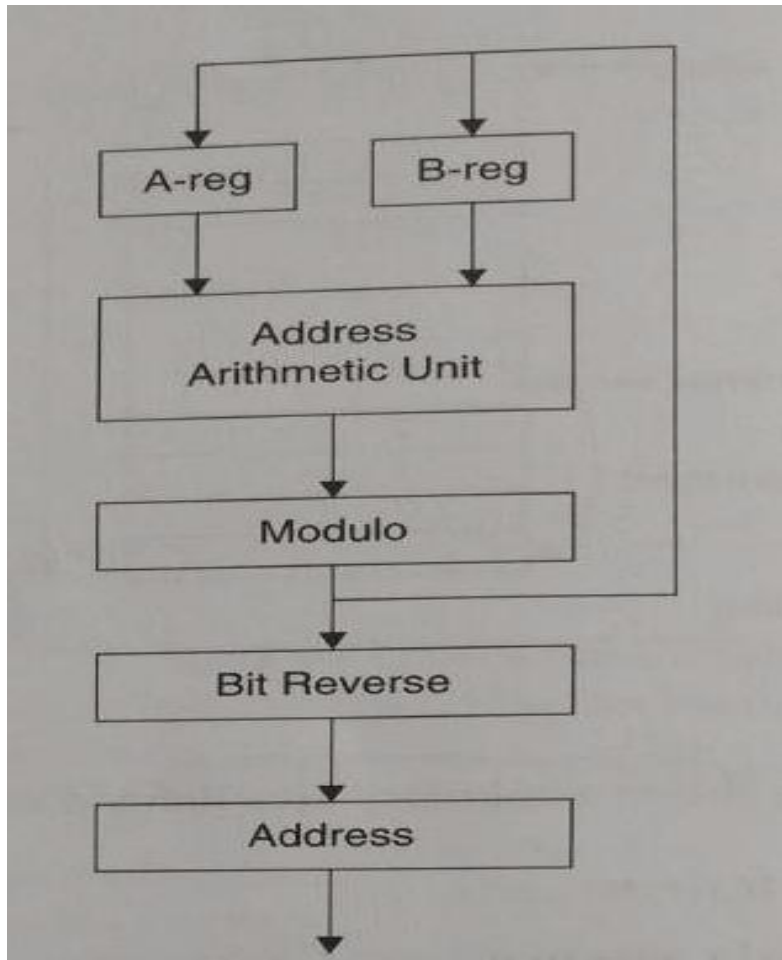 A-reg
B-reg
Address
Arithmetic Unit
Modulo
Bit Reverse
Address